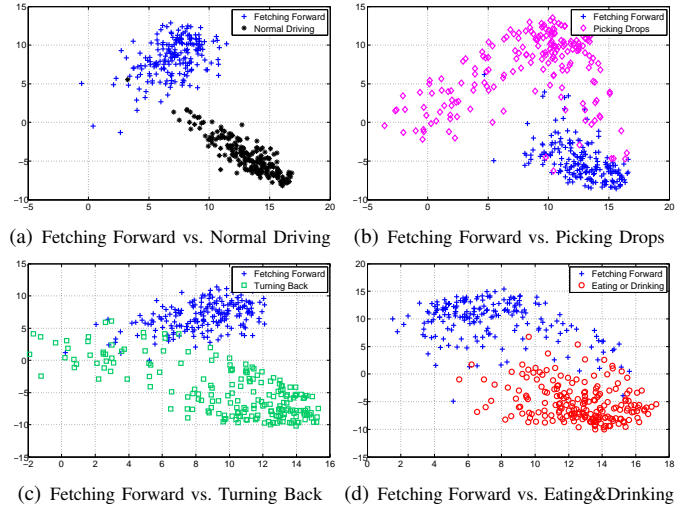 Fetching Forward
Normal Driving
15
10
5
0
−5
−10
−5 0 5 10 15 20
(a) Fetching Forward vs. Normal Driving
Fetching Forward
Picking Drops
15
10
5
0
−5
−10
−5 0 5 10 15 20
(b) Fetching Forward vs. Picking Drops
Fetching Forward
Turning Back
15
10
5
0
−5
−10
−15
−2 0 2 4 6 8 10 12 14 16
(c) Fetching Forward vs. Turning Back
Fetching Forward
Eating or Drinking
20
15
10
5
0
−5
−10
−15
0 2 4 6 8 10 12 14 16 18
(d) Fetching Forward vs. Eating&Drinking